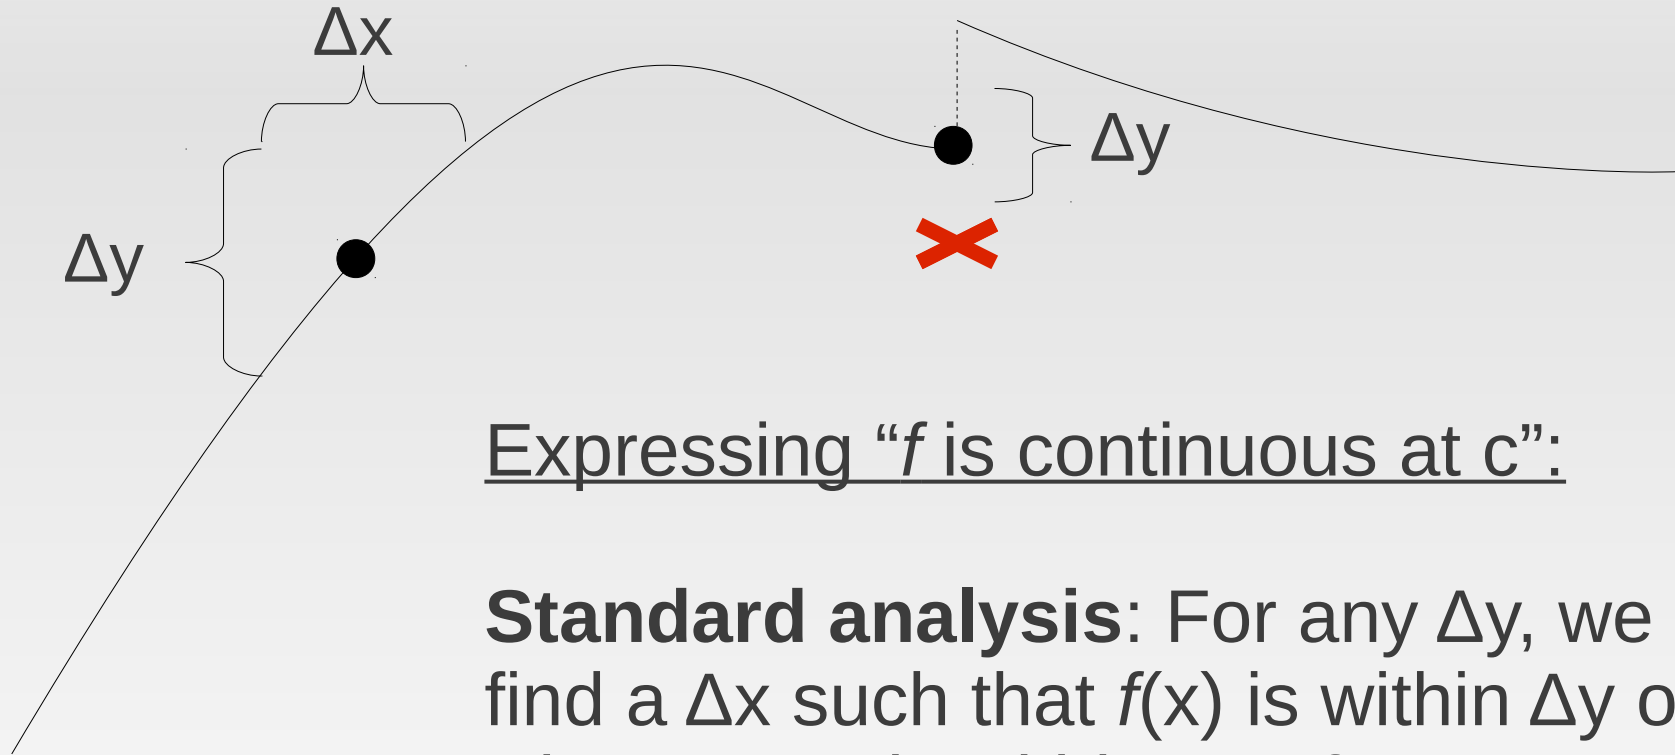 Δx
Δy
Δy
Expressing “f is continuous at c”:
Standard analysis: For any Δy, we
find a Δx such that f(x) is within Δy o